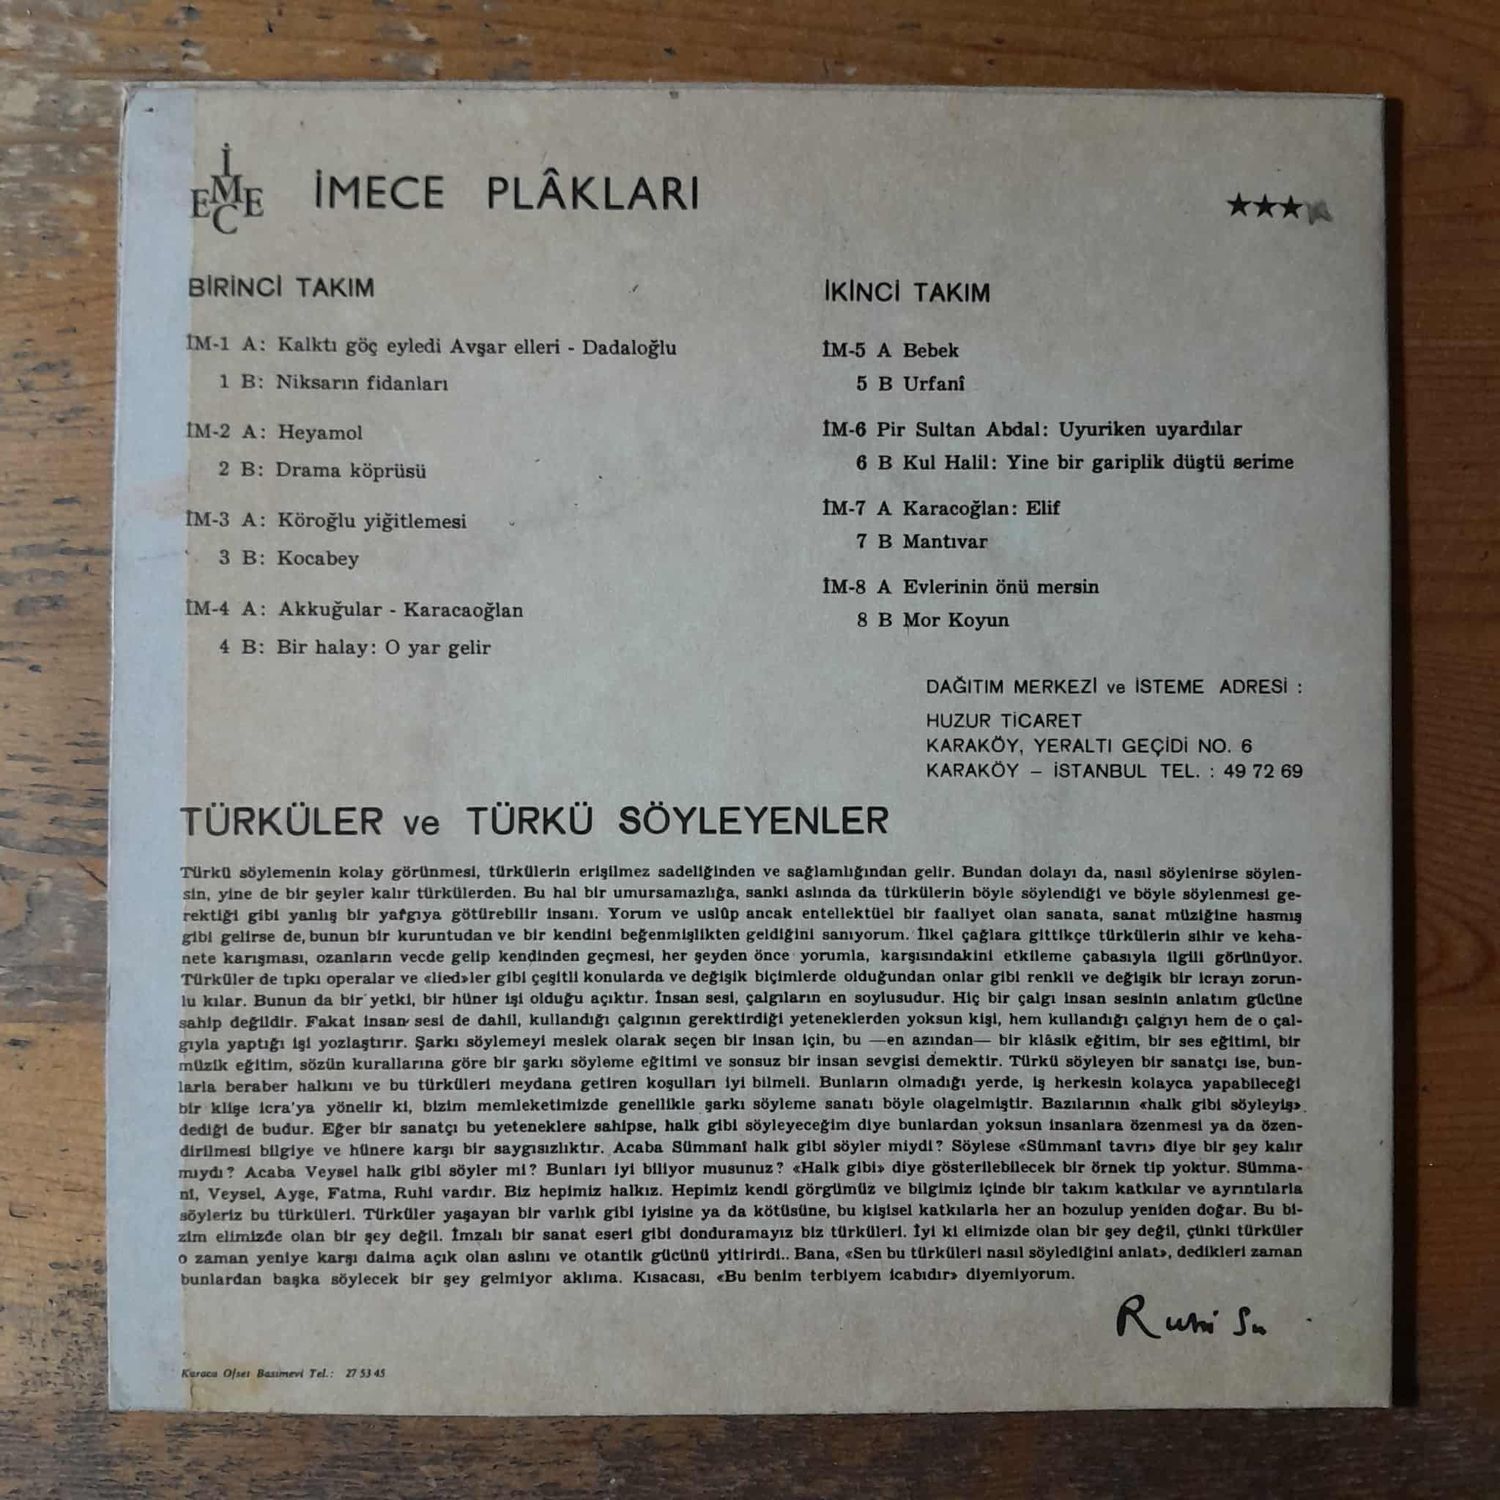 İMECE
İMECE PLÂKLARI
★★★
BİRİNCİ TAKIM
İM-1 A: Kalktı göç eyledi Avşar elleri - Dadaloğlu
1 B: Niksarın fidanları
İM-2 A: Heyamol
2 B: Drama köprüsü
İM-3 A: Köroğlu yiğitlemesi
3 B: Kocabey
İM-4 A: Akkuğular - Karacaoğlan
4 B: Bir halay: O yar gelir
İKİNCİ TAKIM
İM-5 A Bebek
5 B Urfanî
İM-6 Pir Sultan Abdal: Uyuriken uyardılar
6 B Kul Halil: Yine bir gariplik düştü serime
İM-7 A Karacoğlan: Elif
7 B Mantıvar
İM-8 A Evlerinin önü mersin
8 B Mor Koyun
DAĞITIM MERKEZİ ve İSTEME ADRESİ :
HUZUR TİCARET
KARAKÖY, YERALTI GEÇİDİ NO. 6
KARAKÖY – İSTANBUL TEL. : 49 72 69
TÜRKÜLER ve TÜRKÜ SÖYLEYENLER
Türkü söylemenin kolay görünmesi, türkülerin erişilmez sadeliğinden ve sağlamlığından gelir. Bundan dolayı da, nasıl söylenirse söylen-
sin, yine de bir şeyler kalır türkülerden. Bu hal bir umursamazlığa, sanki aslında da türkülerin böyle söylendiği ve böyle söylenmesi ge-
rektiği gibi yanlış bir yargıya götürebilir insanı. Yorum ve uslûp ancak entellektüel bir faaliyet olan sanata, sanat müziğine hasmış
gibi gelirse de, bunun bir kuruntudan ve bir kendini beğenmişlikten geldiğini sanıyorum. İlkel çağlara gittikçe türkülerin sihir ve keha-
nete karışması, ozanların vecde gelip kendinden geçmesi, her şeyden önce yorumla, karşısındakini etkileme çabasıyla ilgili görünüyor.
Türküler de tıpkı operalar ve «lied»ler gibi çeşitli konularda ve değişik biçimlerde olduğundan onlar gibi renkli ve değişik bir icrayı zorun-
lu kılar. Bunun da bir yetki, bir hüner işi olduğu açıktır. İnsan sesi, çalgıların en soylusudur. Hiç bir çalgı insan sesinin anlatım gücüne
sahip değildir. Fakat insan sesi de dahil, kullandığı çalgının gerektirdiği yeteneklerden yoksun kişi, hem kullandığı çalgıyı hem de o çal-
gıyla yaptığı işi yozlaştırır. Şarkı söylemeyi meslek olarak seçen bir insan için, bu —en azından— bir klâsik eğitim, bir ses eğitimi, bir
müzik eğitim, sözün kurallarına göre bir şarkı söyleme eğitimi ve sonsuz bir insan sevgisi demektir. Türkü söyleyen bir sanatçı ise, bun-
larla beraber halkını ve bu türküleri meydana getiren koşulları iyi bilmeli. Bunların olmadığı yerde, iş herkesin kolayca yapabileceği
bir klişe icra'ya yönelir ki, bizim memleketimizde genellikle şarkı söyleme sanatı böyle olagelmiştir. Bazılarının «halk gibi söyleyiş»
dediği de budur. Eğer bir sanatçı bu yeteneklere sahipse, halk gibi söyleyeceğim diye bunlardan yoksun insanlara özenmesi ya da özen-
dirilmesi bilgiye ve hünere karşı bir saygısızlıktır. Acaba Sümmanî halk gibi söyler miydi? Söylese «Sümmanî tavrı» diye bir şey kalır
mıydı? Acaba Veysel halk gibi söyler mi? Bunları iyi biliyor musunuz? «Halk gibi» diye gösterilebilecek bir örnek tip yoktur. Sümma-
nî, Veysel, Ayşe, Fatma, Ruhi vardır. Biz hepimiz halkız. Hepimiz kendi görgümüz ve bilgimiz içinde bir takım katkılar ve ayrıntılarla
söyleriz bu türküleri. Türküler yaşayan bir varlık gibi iyisine ya da kötüsüne, bu kişisel katkılarla her an bozulup yeniden doğar. Bu bi-
zim elimizde olan bir şey değil. İmzalı bir sanat eseri gibi donduramayız biz türküleri. İyi ki elimizde olan bir şey değil, çünki türküler
o zaman yeniye karşı daima açık olan aslını ve otantik gücünü yitirirdi.. Bana, «Sen bu türküleri nasıl söylediğini anlat», dedikleri zaman
bunlardan başka söylecek bir şey gelmiyor aklıma. Kısacası, «Bu benim terbiyem icabıdır» diyemiyorum.
Ruhi Su
Karaca Ofset Basımevi Tel.: 27 53 45